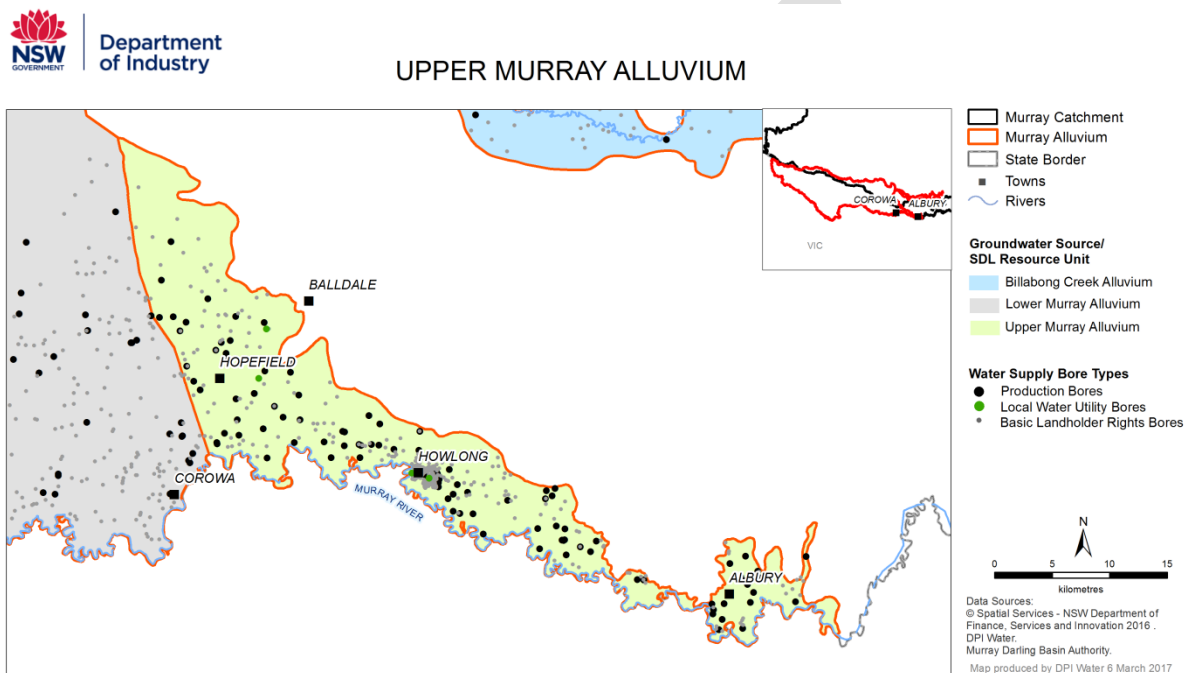 NSW
GOVERNMENT
Department
of Industry
UPPER MURRAY ALLUVIUM
BALLDALE
HOPEFIELD
HOWLONG
COROWA
MURRAY RIVER
ALBURY
COROWA
ALBURY
VIC
Murray Catchment
Murray Alluvium
State Border
Towns
Rivers
Groundwater Source/
SDL Resource Unit
Billabong Creek Alluvium
Lower Murray Alluvium
Upper Murray Alluvium
Water Supply Bore Types
Production Bores
Local Water Utility Bores
Basic Landholder Rights Bores
N
0 5 10 15
kilometres
Data Sources:
© Spatial Services - NSW Department of
Finance, Services and Innovation 2016 .
DPI Water.
Murray Darling Basin Authority.
Map produced by DPI Water 6 March 2017